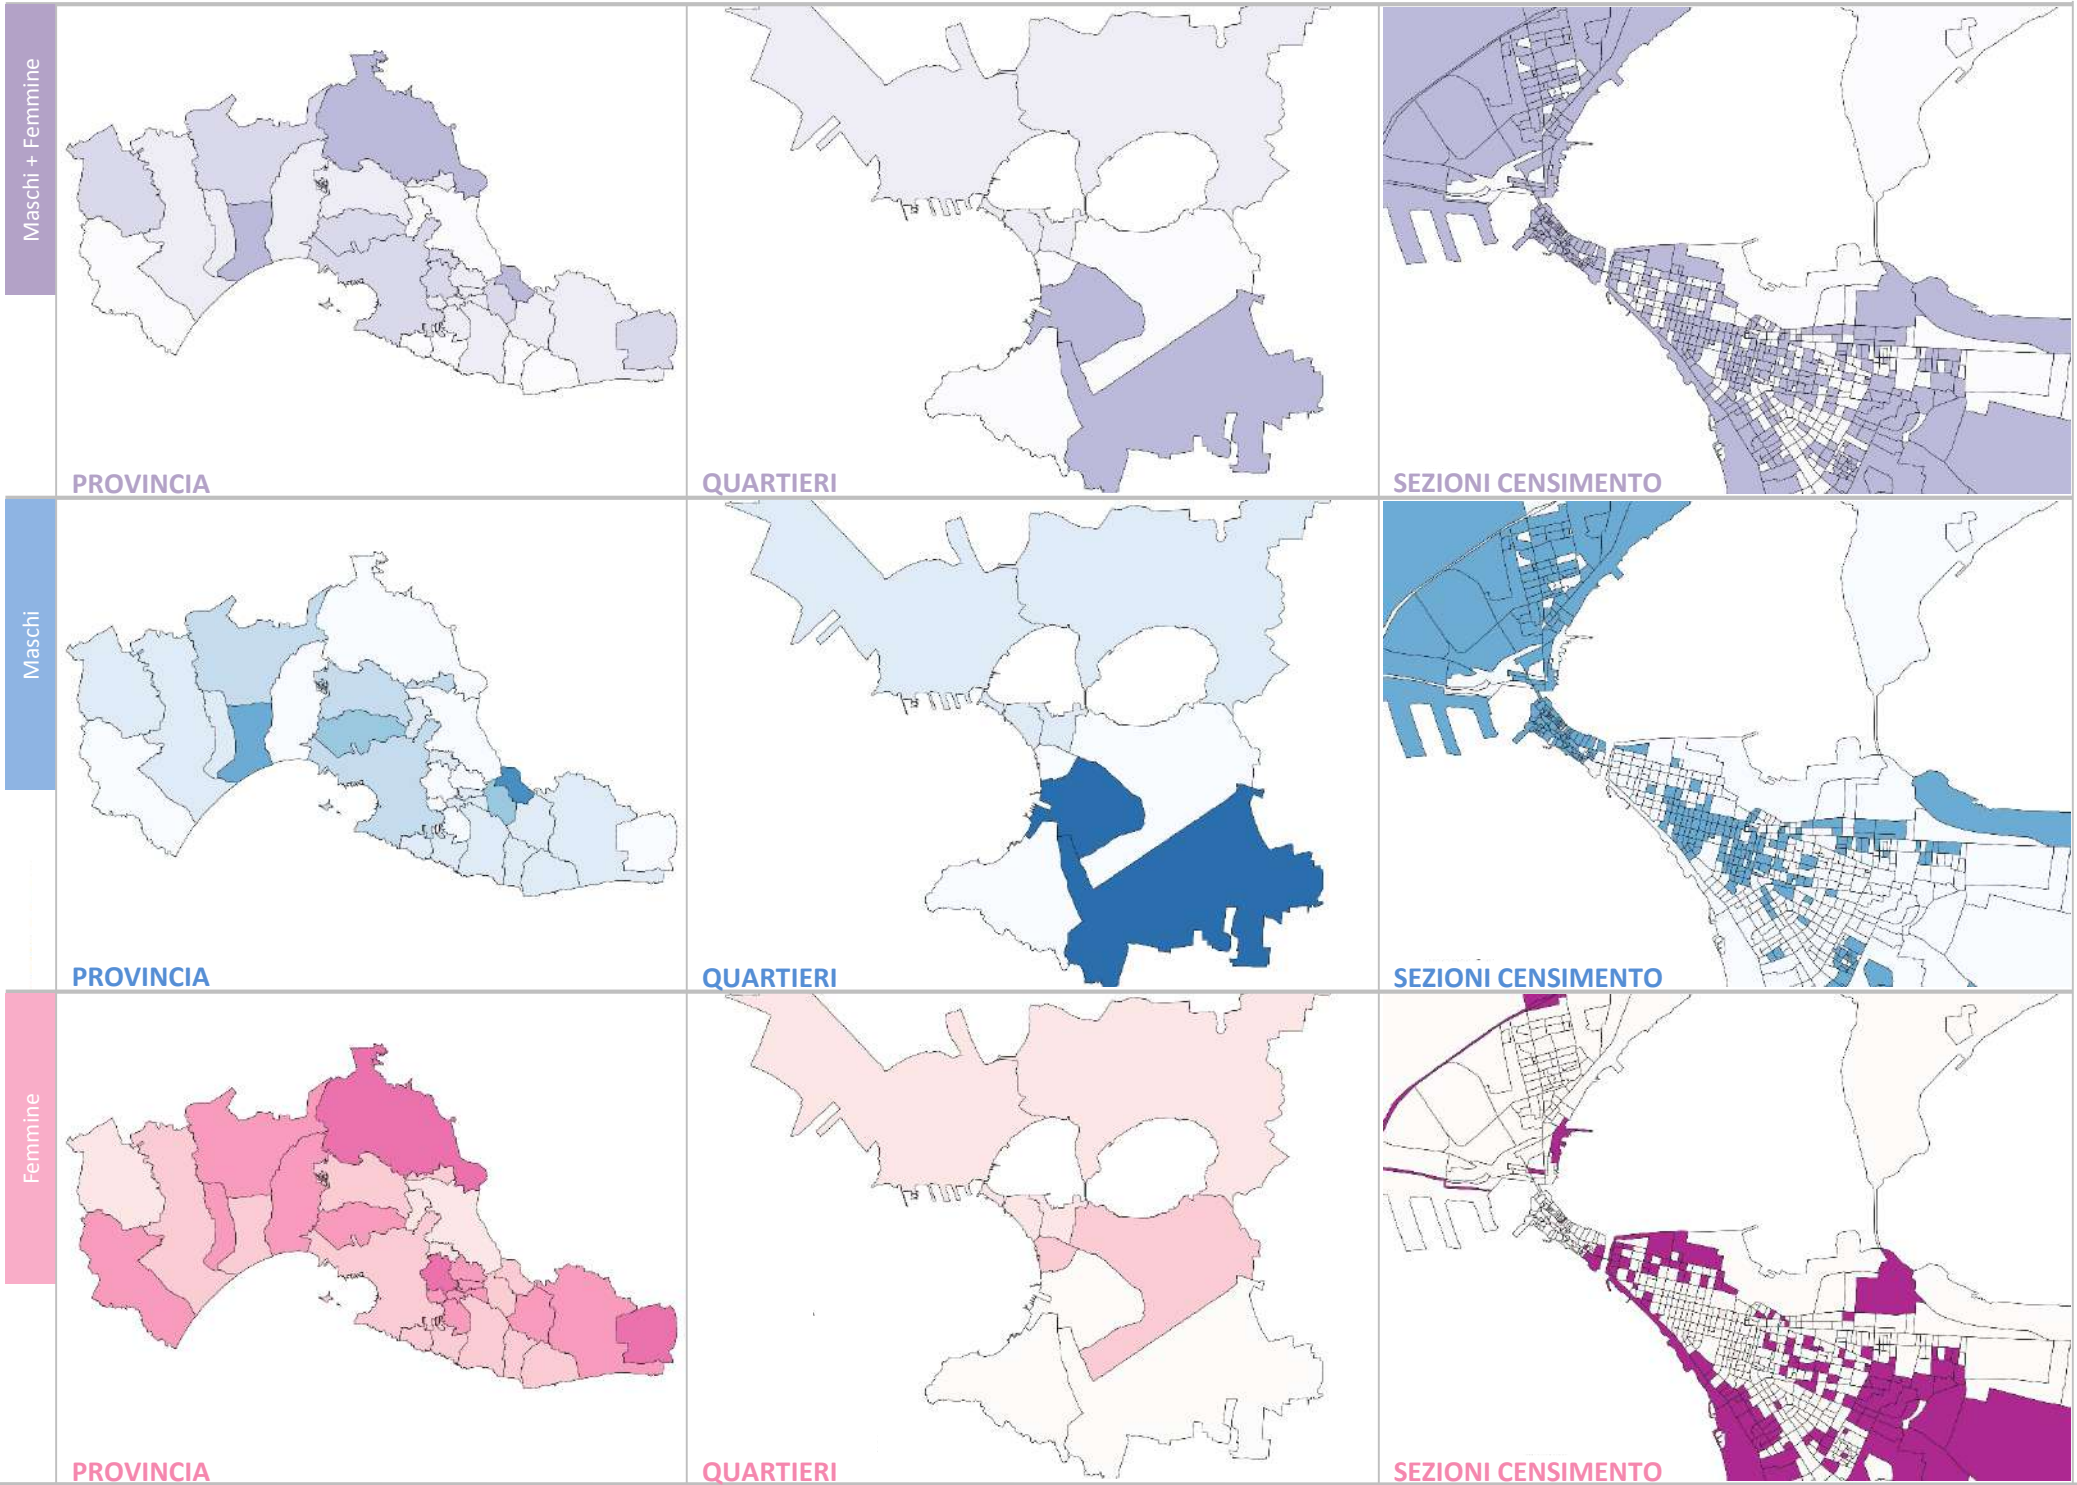 Maschi + Femmine
PROVINCIA
QUARTIERI
SEZIONI CENSIMENTO
Maschi
PROVINCIA
QUARTIERI
SEZIONI CENSIMENTO
Femmine
PROVINCIA
QUARTIERI
SEZIONI CENSIMENTO